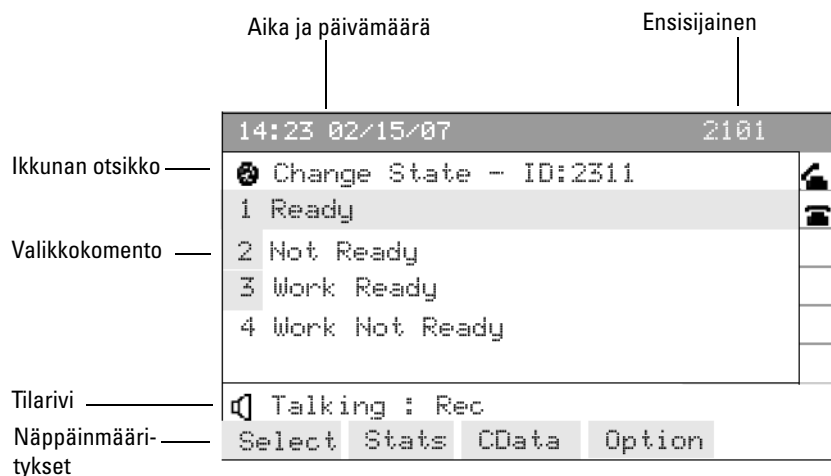 Aika ja päivämäärä
Ensisijainen
14:23 02/15/07 2101
Ikkunan otsikko
Change State - ID:2311
1 Ready
Valikkokomento
2 Not Ready
3 Work Ready
4 Work Not Ready
Tilarivi
Talking : Rec
Näppäinmääri-
tykset
Select Stats CData Option